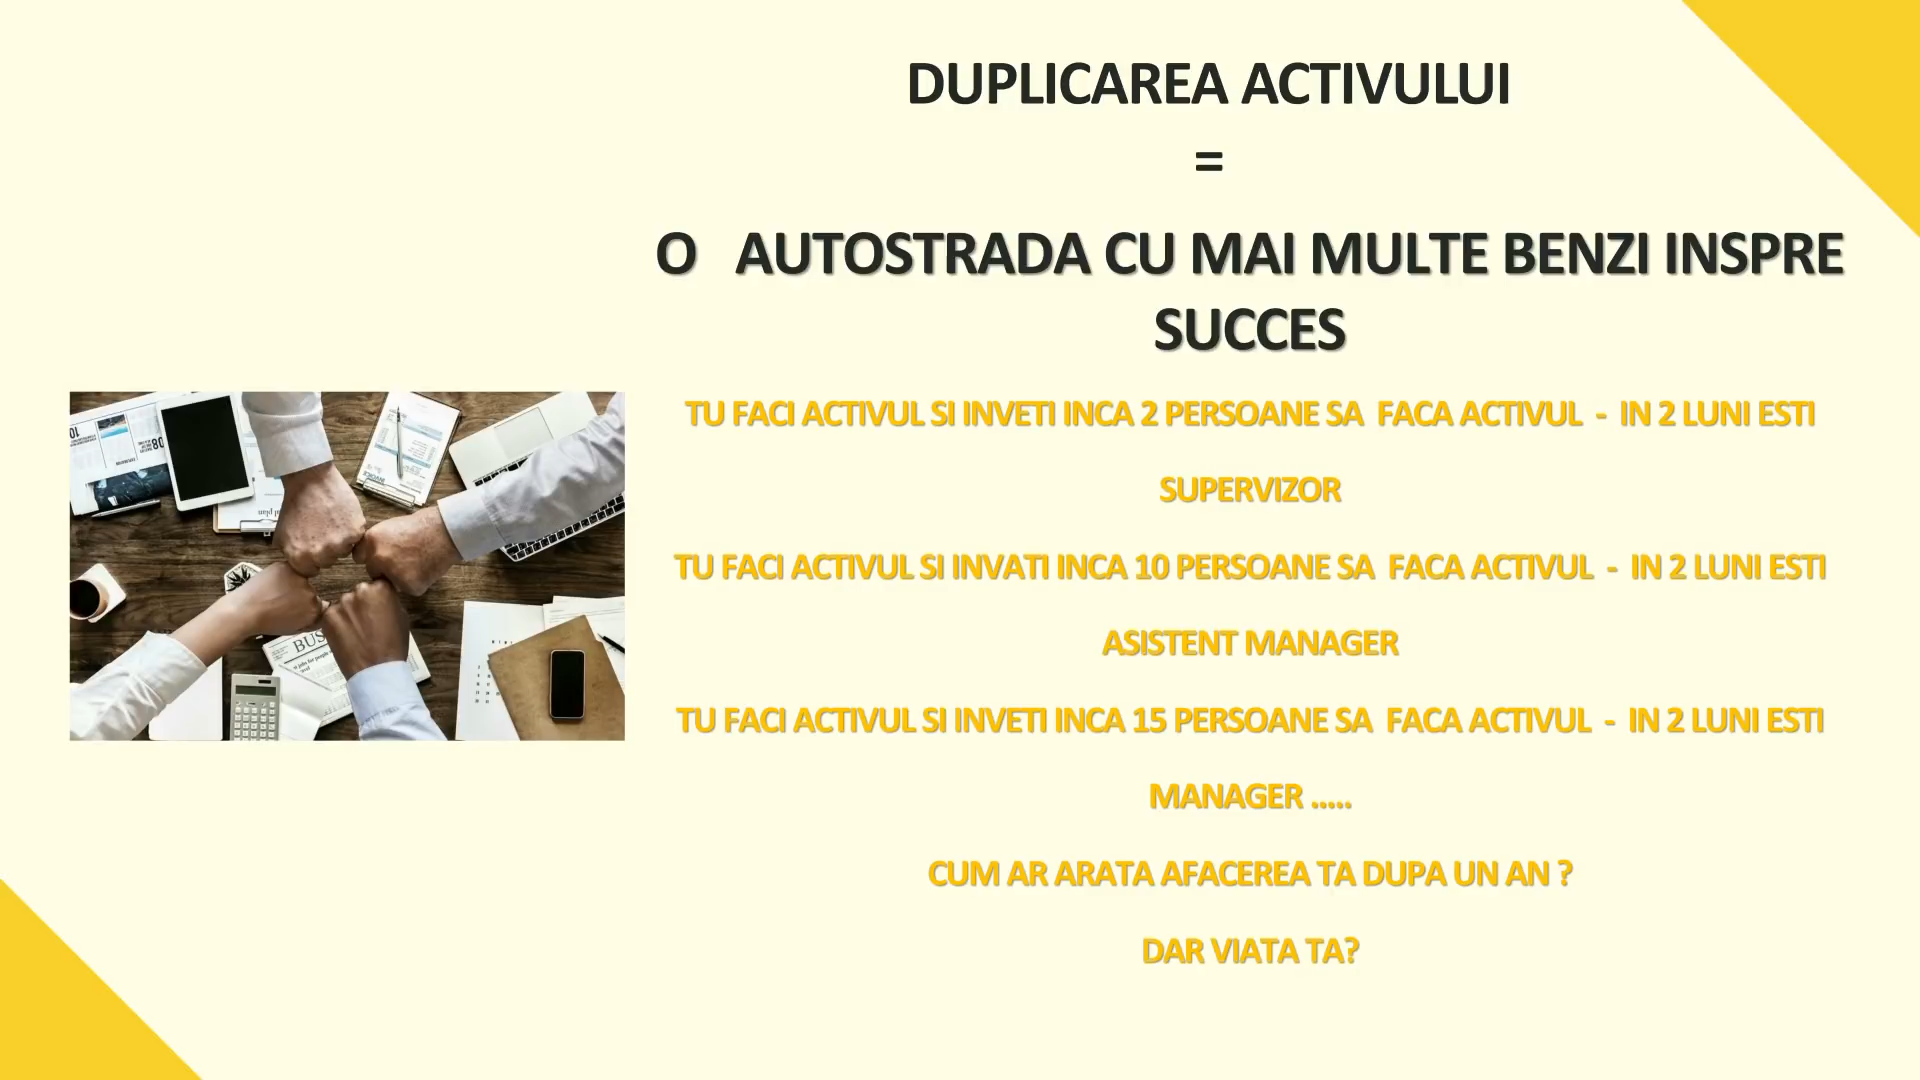 DUPLICAREA ACTIVULUI
=
O AUTOSTRADA CU MAI MULTE BENZI INSPRE
SUCCES
TU FACI ACTIVUL SI INVETI INCA 2 PERSOANE SA FACA ACTIVUL - IN 2 LUNI ESTI
SUPERVIZOR
TU FACI ACTIVUL SI INVATI INCA 10 PERSOANE SA FACA ACTIVUL - IN 2 LUNI ESTI
ASISTENT MANAGER
TU FACI ACTIVUL SI INVETI INCA 15 PERSOANE SA FACA ACTIVUL - IN 2 LUNI ESTI
MANAGER .....
CUM AR ARATA AFACEREA TA DUPA UN AN ?
DAR VIATA TA?
INVOICE
BUS